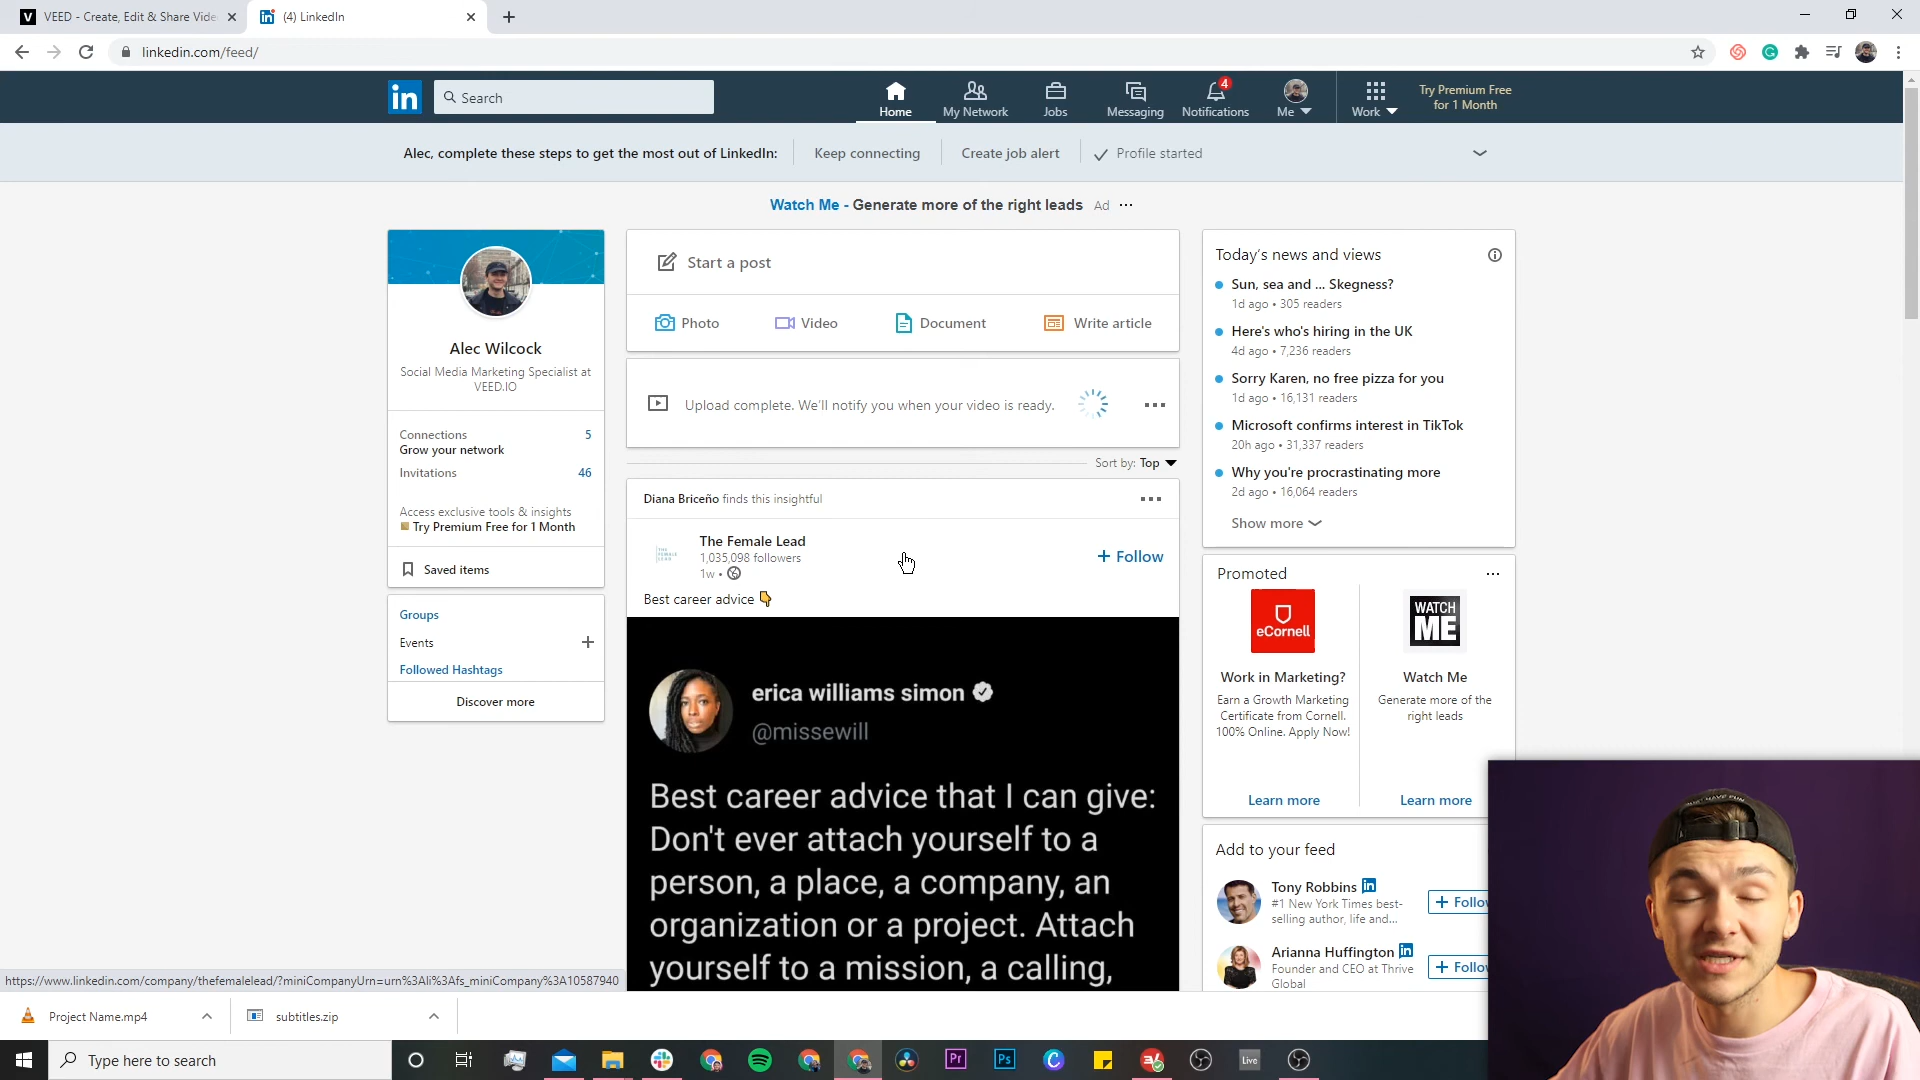 VEED - Create, Edit & Share Vide
(4) LinkedIn
linkedin.com/feed/
in
Search
Home
My Network
Jobs
Messaging
4
Notifications
Me
Work
Try Premium Free
for 1 Month
Alec, complete these steps to get the most out of LinkedIn:
Keep connecting
Create job alert
Profile started
Watch Me - Generate more of the right leads Ad
Alec Wilcock
Social Media Marketing Specialist at
VEED.IO
Connections 5
Grow your network
Invitations 46
Access exclusive tools & insights
Try Premium Free for 1 Month
Saved items
Groups
Events
Followed Hashtags
Discover more
Start a post
Photo
Video
Document
Write article
Upload complete. We'll notify you when your video is ready.
Sort by: Top
Diana Briceño finds this insightful
The Female Lead
1,035,098 followers
1w •
+ Follow
Best career advice
erica williams simon
@missewill
Best career advice that I can give:
Don't ever attach yourself to a
person, a place, a company, an
organization or a project. Attach
yourself to a mission, a calling,
Today's news and views
Sun, sea and ... Skegness?
1d ago • 305 readers
Here's who's hiring in the UK
4d ago • 7,236 readers
Sorry Karen, no free pizza for you
1d ago • 16,131 readers
Microsoft confirms interest in TikTok
20h ago • 31,337 readers
Why you're procrastinating more
2d ago • 16,064 readers
Show more
Promoted
eCornell
Work in Marketing?
Earn a Growth Marketing
Certificate from Cornell.
100% Online. Apply Now!
Learn more
WATCH
ME
Watch Me
Generate more of the
right leads
Learn more
Add to your feed
Tony Robbins in
#1 New York Times best-
selling author, life and...
+ Follo
Arianna Huffington in
Founder and CEO at Thrive
Global
+ Follo
https://www.linkedin.com/company/thefemalelead/?miniCompanyUrn=urn%3Ali%3Afs_miniCompany%3A10587940
Project Name.mp4
subtitles.zip
Type here to search
Pr
Ps
Live